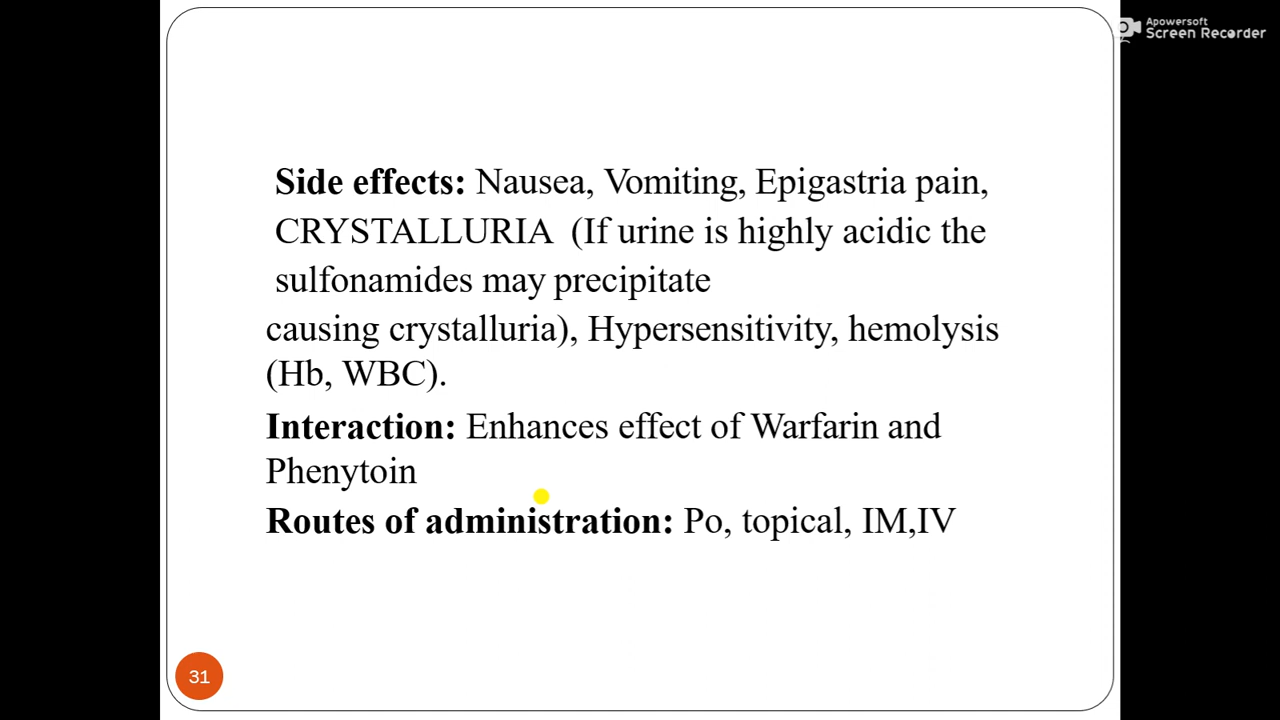 Apowersoft
Screen Recorder
Side effects: Nausea, Vomiting, Epigastria pain,
CRYSTALLURIA (If urine is highly acidic the
sulfonamides may precipitate
causing crystalluria), Hypersensitivity, hemolysis
(Hb, WBC).
Interaction: Enhances effect of Warfarin and
Phenytoin
Routes of administration: Po, topical, IM,IV
31